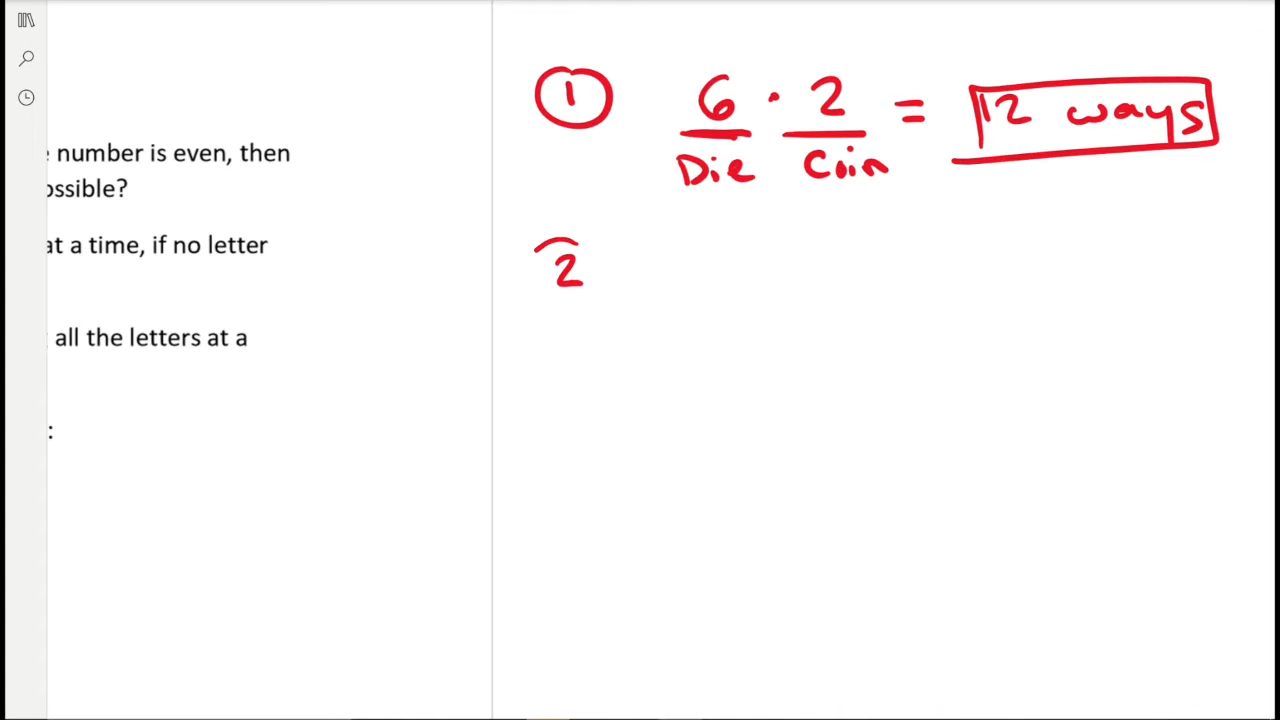 number is even, then
ossible?
at a time, if no letter
all the letters at a
:
1 6 · 2 = 12 ways
Die Coin
2